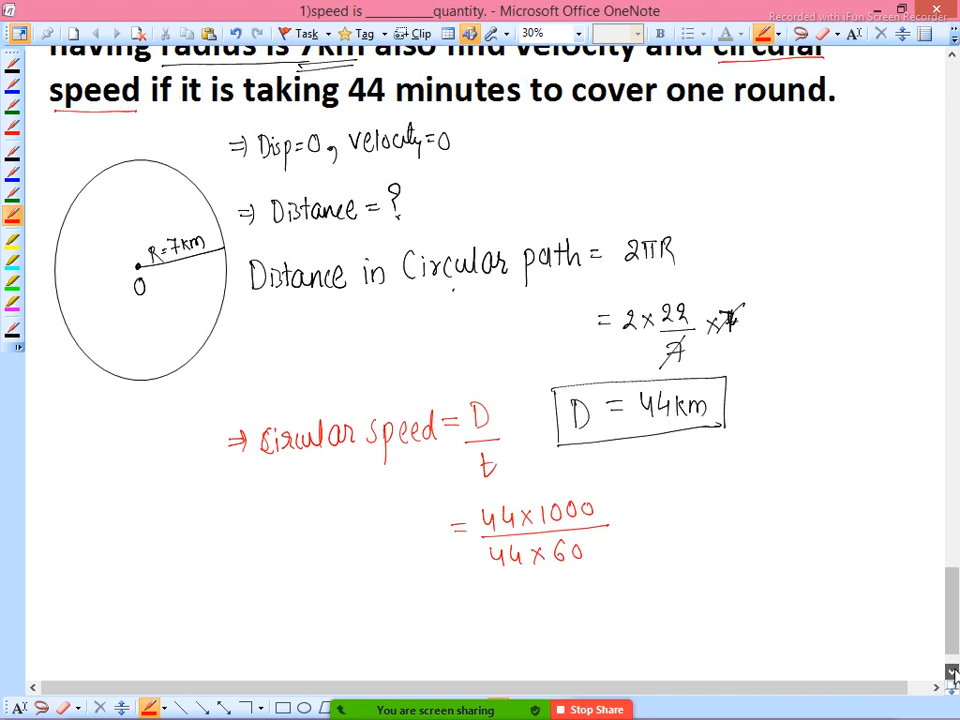 1)speed is _________quantity. - Microsoft Office OneNote
Recorded with iFun Screen Recorder
Task Tag Clip 30% B A
having radius is 7km also find velocity and circular
speed if it is taking 44 minutes to cover one round.
⇒ Disp=0, velocity=0
⇒ Distance = ?
R=7km
O
Distance in Circular path = 2πR
= 2 × 22/7 × 7
D = 44km
⇒ Circular speed = D/t
= 44×1000/44×60
You are screen sharing Stop Share